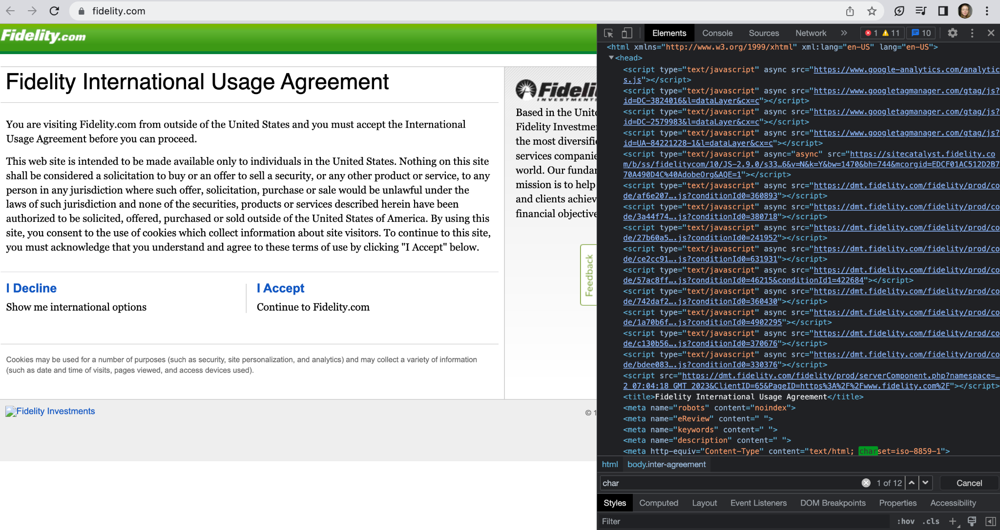 fidelity.com
Fidelity.com
Fidelity International Usage Agreement
You are visiting Fidelity.com from outside of the United States and you must accept the International
Usage Agreement before you can proceed.
This web site is intended to be made available only to individuals in the United States. Nothing on this site
shall be considered a solicitation to buy or an offer to sell a security, or any other product or service, to any
person in any jurisdiction where such offer, solicitation, purchase or sale would be unlawful under the
laws of such jurisdiction and none of the securities, products or services described herein have been
authorized to be solicited, offered, purchased or sold outside of the United States of America. By using this
site, you consent to the use of cookies which collect information about site visitors. To continue to this site,
you must acknowledge that you understand and agree to these terms of use by clicking "I Accept" below.
I Decline
Show me international options
I Accept
Continue to Fidelity.com
Cookies may be used for a number of purposes (such as security, site personalization, and analytics) and may collect a variety of information
(such as date and time of visits, pages viewed, and access devices used).
Fidelity Investments
Fideli
INVESTMENTS
Based in the Unite
Fidelity Investme
the most diversifi
services companie
world. Our funda
mission is to help
and clients achiev
financial objective
Feedback
© 1
Elements Console Sources Network » 1 11 10
<html xmlns="http://www.w3.org/1999/xhtml" xml:lang="en-US" lang="en-US">
<head>
<script type="text/javascript" async src="https://www.google-analytics.com/analytic
s.js"></script>
<script type="text/javascript" async src="https://www.googletagmanager.com/gtag/js?
id=DC-3824016&l=dataLayer&cx=c"></script>
<script type="text/javascript" async src="https://www.googletagmanager.com/gtag/js?
id=DC-2579983&l=dataLayer&cx=c"></script>
<script type="text/javascript" async src="https://www.googletagmanager.com/gtag/js?
id=UA-84221228-1&l=dataLayer&cx=c"></script>
<script type="text/javascript" async="async" src="https://sitecatalyst.fidelity.co
m/b/ss/fidelitycom/10/JS-2.9.0/s33…6&v=N&k=Y&bw=1470&bh=744&mcorgid=EDCF01AC512D2B7
70A490D4C%40AdobeOrg&AQE=1"></script>
<script type="text/javascript" async src="https://dmt.fidelity.com/fidelity/prod/co
de/af6e207….js?conditionId0=360893"></script>
<script type="text/javascript" async src="https://dmt.fidelity.com/fidelity/prod/co
de/3a44f74….js?conditionId0=380718"></script>
<script type="text/javascript" async src="https://dmt.fidelity.com/fidelity/prod/co
de/27b60a5….js?conditionId0=241952"></script>
<script type="text/javascript" async src="https://dmt.fidelity.com/fidelity/prod/co
de/ce2cc91….js?conditionId0=631931"></script>
<script type="text/javascript" async src="https://dmt.fidelity.com/fidelity/prod/co
de/57ac8ff….js?conditionId0=46215&conditionId1=422684"></script>
<script type="text/javascript" async src="https://dmt.fidelity.com/fidelity/prod/co
de/742daf2….js?conditionId0=360430"></script>
<script type="text/javascript" async src="https://dmt.fidelity.com/fidelity/prod/co
de/1a70b6f….js?conditionId0=4902295"></script>
<script type="text/javascript" async src="https://dmt.fidelity.com/fidelity/prod/co
de/c130b56….js?conditionId0=370676"></script>
<script type="text/javascript" async src="https://dmt.fidelity.com/fidelity/prod/co
de/bdee083….js?conditionId0=330376"></script>
<script src="https://dmt.fidelity.com/fidelity/prod/serverComponent.php?namespace=…
2 07:04:18 GMT 2023&ClientID=65&PageID=https%3A%2F%2Fwww.fidelity.com%2F"></script>
<title>Fidelity International Usage Agreement</title>
<meta name="robots" content="noindex">
<meta name="eReview" content=" ">
<meta name="keywords" content=" ">
<meta name="description" content=" ">
<meta http-equiv="Content-Type" content="text/html; charset=iso-8859-1">
html body.inter-agreement
char 1 of 12 Cancel
Styles Computed Layout Event Listeners DOM Breakpoints Properties Accessibility
Filter :hov .cls +